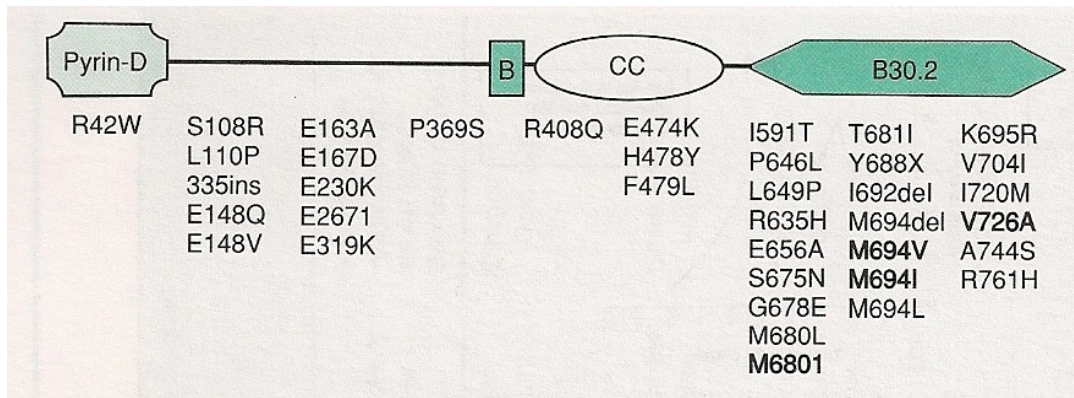 Pyrin-D
B
CC
B30.2
R42W
S108R
L110P
335ins
E148Q
E148V
E163A
E167D
E230K
E2671
E319K
P369S
R408Q
E474K
H478Y
F479L
I591T
P646L
L649P
R635H
E656A
S675N
G678E
M680L
M6801
T681I
Y688X
I692del
M694del
M694V
M694I
M694L
K695R
V704I
I720M
V726A
A744S
R761H